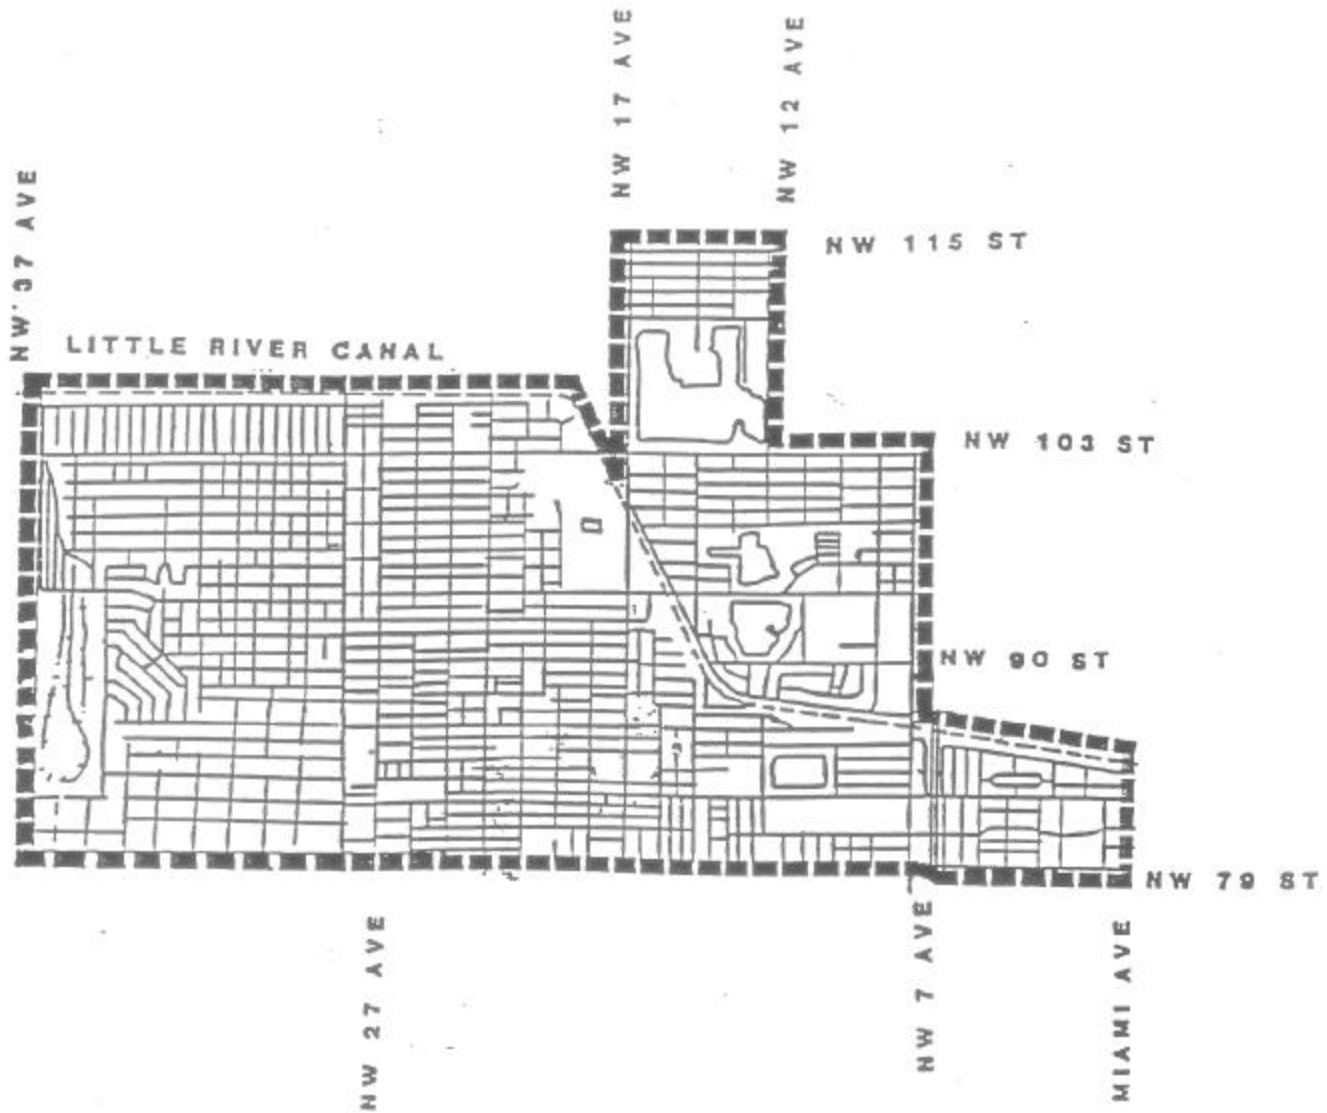 NW 17 AVE
NW 12 AVE
NW 37 AVE
NW 115 ST
LITTLE RIVER CANAL
NW 103 ST
NW 90 ST
NW 79 ST
NW 27 AVE
NW 7 AVE
MIAMI AVE